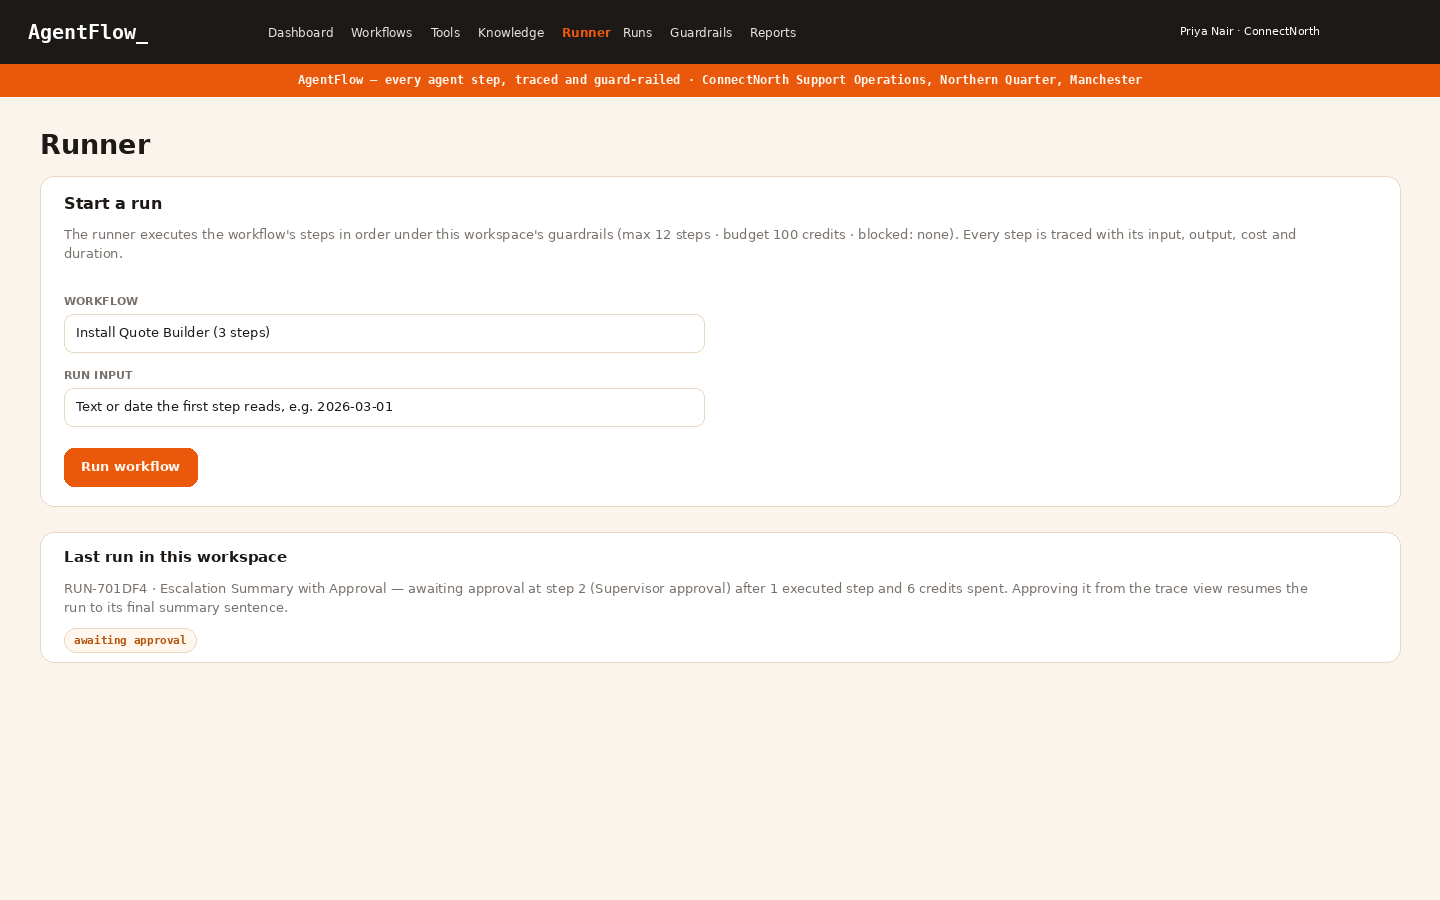 AgentFlow_
Dashboard Workflows Tools Knowledge Runner Runs Guardrails Reports
Priya Nair · ConnectNorth
AgentFlow — every agent step, traced and guard-railed · ConnectNorth Support Operations, Northern Quarter, Manchester
Runner
Start a run
The runner executes the workflow's steps in order under this workspace's guardrails (max 12 steps · budget 100 credits · blocked: none). Every step is traced with its input, output, cost and
duration.
WORKFLOW
Install Quote Builder (3 steps)
RUN INPUT
Text or date the first step reads, e.g. 2026-03-01
Run workflow
Last run in this workspace
RUN-701DF4 · Escalation Summary with Approval — awaiting approval at step 2 (Supervisor approval) after 1 executed step and 6 credits spent. Approving it from the trace view resumes the
run to its final summary sentence.
awaiting approval